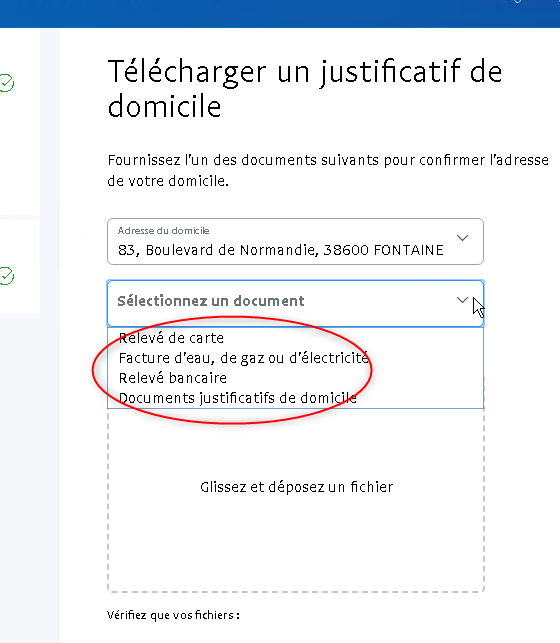 Télécharger un justificatif de
domicile
Fournissez l'un des documents suivants pour confirmer l'adresse
de votre domicile.
Adresse du domicile
83, Boulevard de Normandie, 38600 FONTAINE
Sélectionnez un document
Relevé de carte
Facture d'eau, de gaz ou d'électricité
Relevé bancaire
Documents justificatifs de domicile
Glissez et déposez un fichier
Vérifiez que vos fichiers :